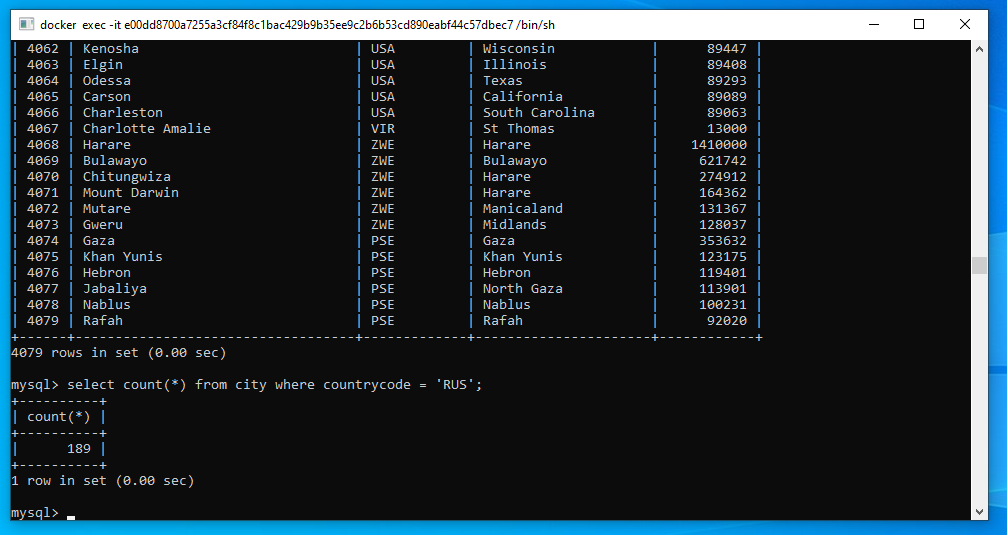 docker exec -it e00dd8700a7255a3cf84f8c1bac429b9b35ee9c2b6b53cd890eabf44c57dbec7 /bin/sh
| 4062 | Kenosha | USA | Wisconsin | 89447 |
| 4063 | Elgin | USA | Illinois | 89408 |
| 4064 | Odessa | USA | Texas | 89293 |
| 4065 | Carson | USA | California | 89089 |
| 4066 | Charleston | USA | South Carolina | 89063 |
| 4067 | Charlotte Amalie | VIR | St Thomas | 13000 |
| 4068 | Harare | ZWE | Harare | 1410000 |
| 4069 | Bulawayo | ZWE | Bulawayo | 621742 |
| 4070 | Chitungwiza | ZWE | Harare | 274912 |
| 4071 | Mount Darwin | ZWE | Harare | 164362 |
| 4072 | Mutare | ZWE | Manicaland | 131367 |
| 4073 | Gweru | ZWE | Midlands | 128037 |
| 4074 | Gaza | PSE | Gaza | 353632 |
| 4075 | Khan Yunis | PSE | Khan Yunis | 123175 |
| 4076 | Hebron | PSE | Hebron | 119401 |
| 4077 | Jabaliya | PSE | North Gaza | 113901 |
| 4078 | Nablus | PSE | Nablus | 100231 |
| 4079 | Rafah | PSE | Rafah | 92020 |
+------+-----------------------------------+-------------+----------------------+------------+
4079 rows in set (0.00 sec)
mysql> select count(*) from city where countrycode = 'RUS';
+----------+
| count(*) |
+----------+
| 189 |
+----------+
1 row in set (0.00 sec)
mysql>